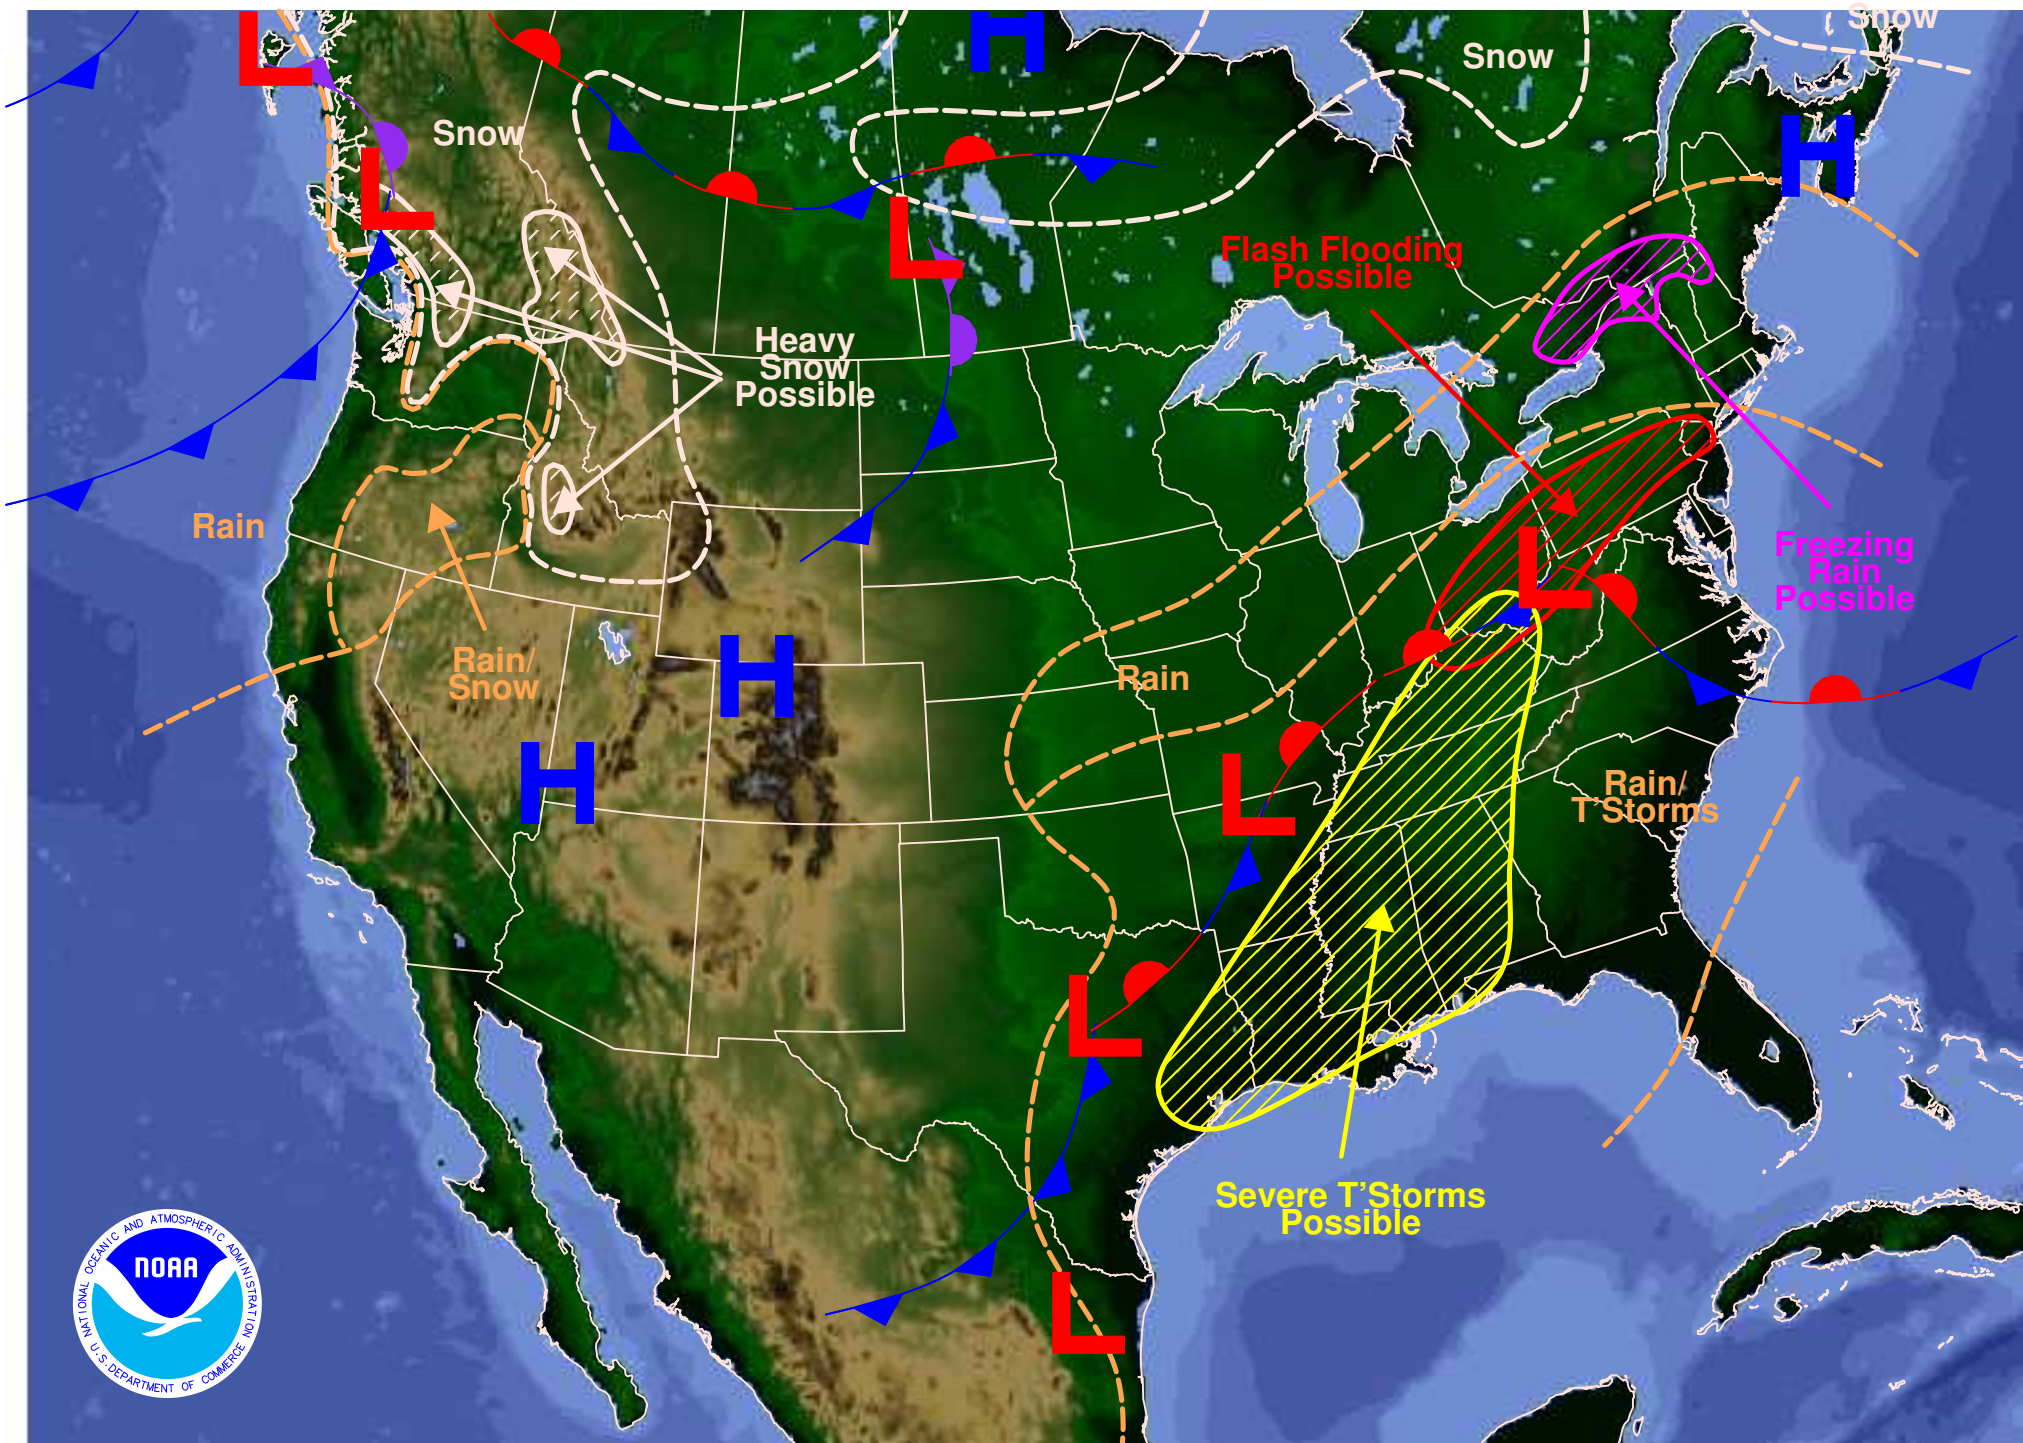 L
H
Snow
Snow
Snow
H
L
L
Flash Flooding
Possible
Heavy
Snow
Possible
Rain
L
Freezing
Rain
Possible
Rain/
Snow
H
Rain
H
L
Rain/
T'Storms
L
Severe T'Storms
Possible
L
NATIONAL OCEANIC AND ATMOSPHERIC ADMINISTRATION
NOAA
U.S. DEPARTMENT OF COMMERCE